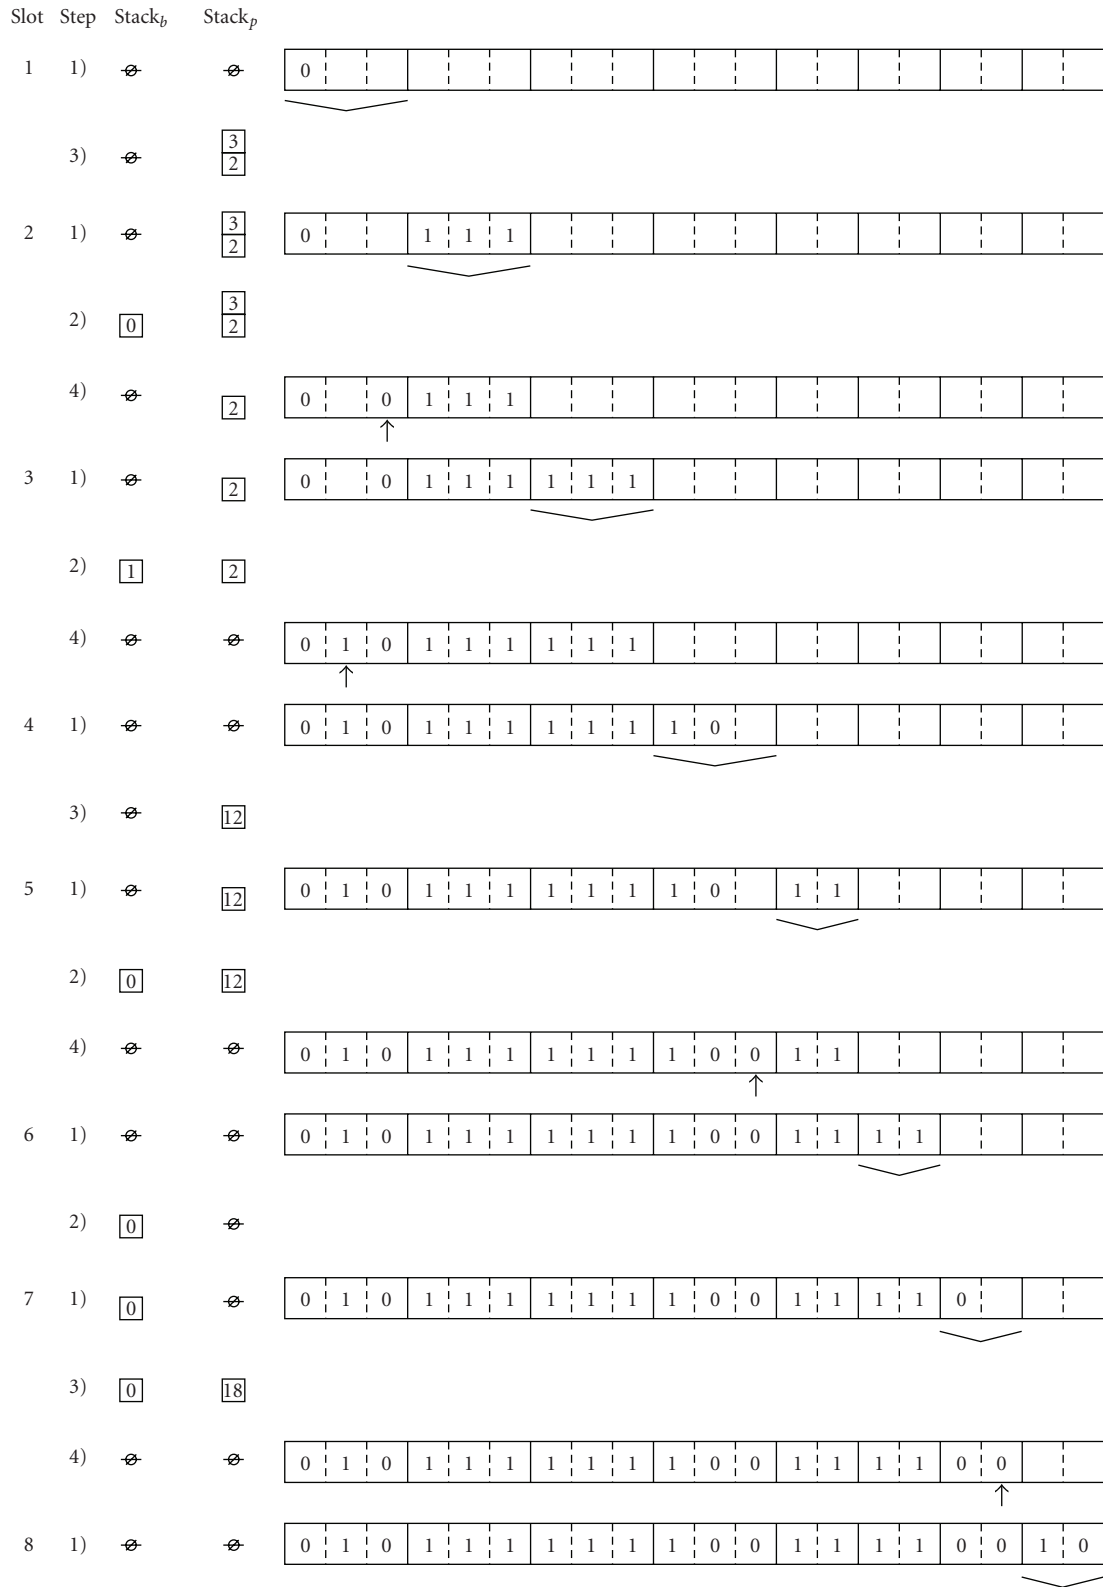 Slot Step Stack_b Stack_p
1 1) ∅ ∅ 0
3) ∅ 3
2
2 1) ∅ 3 0 1 1 1
2
2) 0 3
2
4) ∅ 2 0 0 1 1 1
3 1) ∅ 2 0 0 1 1 1 1 1 1
2) 1 2
4) ∅ ∅ 0 1 0 1 1 1 1 1 1
4 1) ∅ ∅ 0 1 0 1 1 1 1 1 1 1 0
3) ∅ 12
5 1) ∅ 12 0 1 0 1 1 1 1 1 1 1 0 1 1
2) 0 12
4) ∅ ∅ 0 1 0 1 1 1 1 1 1 1 0 0 1 1
6 1) ∅ ∅ 0 1 0 1 1 1 1 1 1 1 0 0 1 1 1 1
2) 0 ∅
7 1) 0 ∅ 0 1 0 1 1 1 1 1 1 1 0 0 1 1 1 1 0
3) 0 18
4) ∅ ∅ 0 1 0 1 1 1 1 1 1 1 0 0 1 1 1 1 0 0
8 1) ∅ ∅ 0 1 0 1 1 1 1 1 1 1 0 0 1 1 1 1 0 0 1 0